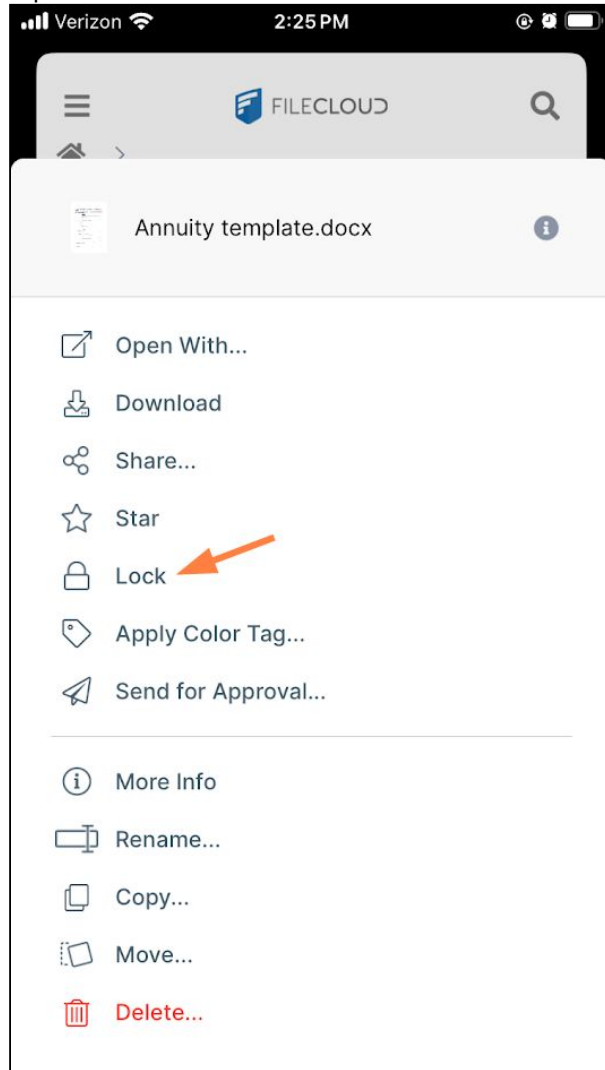 Verizon 2:25 PM
FILECLOUD
Annuity template.docx
Open With...
Download
Share...
Star
Lock
Apply Color Tag...
Send for Approval...
More Info
Rename...
Copy...
Move...
Delete...